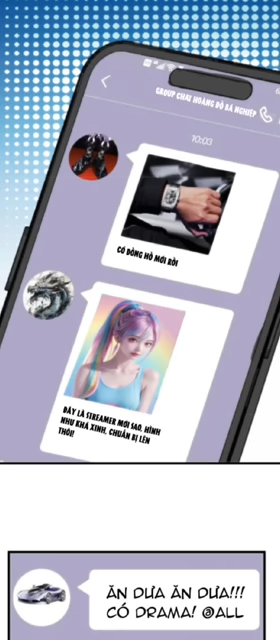 GROUP CHAT HOÀNG ĐỒ BÁ NGHIỆP
10:03
CÓ ĐỒNG HỒ MỚI RỒI
ĐÂY LÀ STREAMER MỚI SAO, HÌNH
NHƯ KHÁ XINH, CHUẨN BỊ LÊN
THÔI!
ĂN DƯA ĂN DƯA!!!
CÓ DRAMA! @ALL